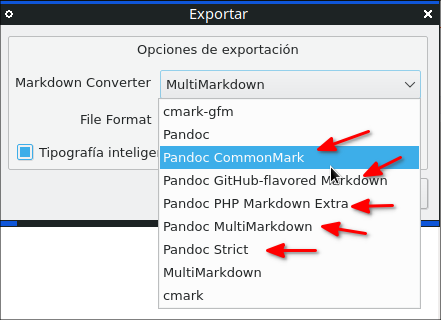 Exportar
Opciones de exportación
Markdown Converter
MultiMarkdown
File Format
Tipografía intelige
cmark-gfm
Pandoc
Pandoc CommonMark
Pandoc GitHub-flavored Markdown
Pandoc PHP Markdown Extra
Pandoc MultiMarkdown
Pandoc Strict
MultiMarkdown
cmark